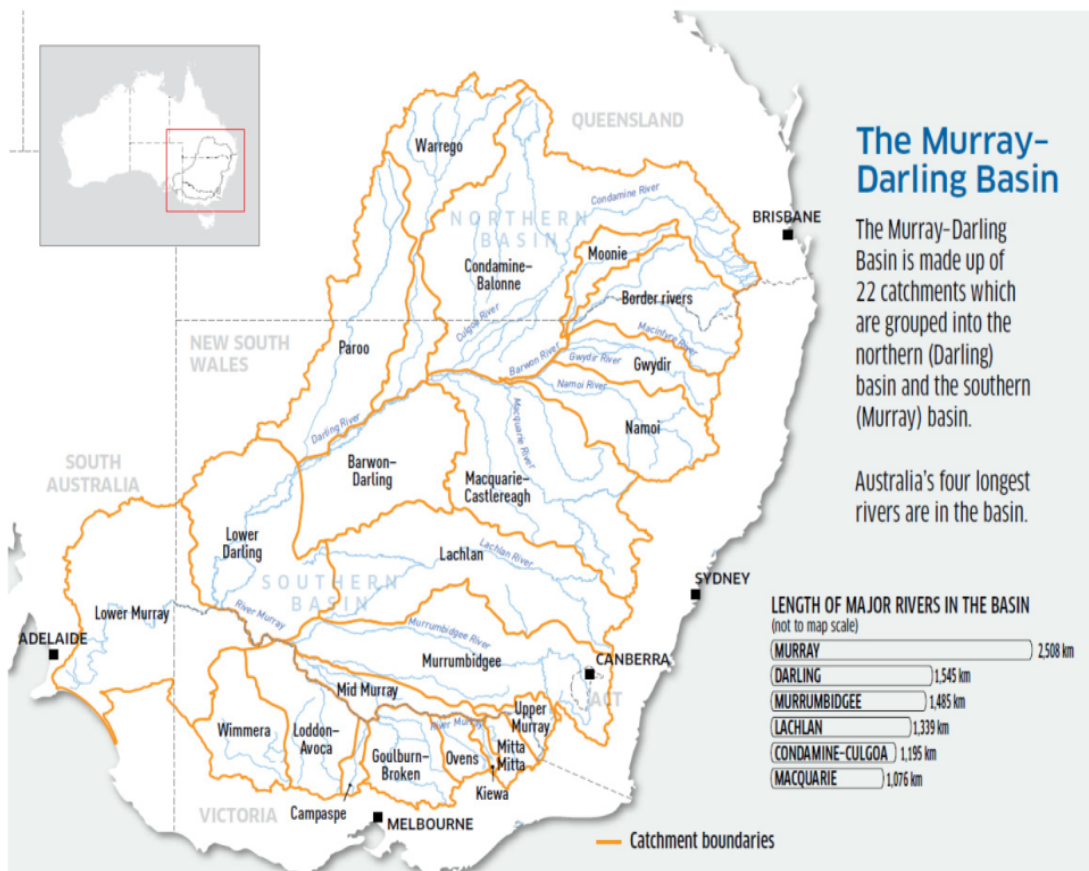 The Murray-
Darling Basin
The Murray-Darling
Basin is made up of
22 catchments which
are grouped into the
northern (Darling)
basin and the southern
(Murray) basin.
Australia's four longest
rivers are in the basin.
LENGTH OF MAJOR RIVERS IN THE BASIN
(not to map scale)
MURRAY 2,508 km
DARLING 1,545 km
MURRUMBIDGEE 1,485 km
LACHLAN 1,339 km
CONDAMINE-CULGOA 1,195 km
MACQUARIE 1,076 km
Catchment boundaries
QUEENSLAND
Warrego
Condamine River
NORTHERN
BASIN
BRISBANE
Moonie
Condamine-
Balonne
Border rivers
Culgoa River
Macintyre River
NEW SOUTH
WALES
Paroo
Barwon River
Gwydir River
Gwydir
Namoi River
Darling River
Macquarie River
Namoi
Barwon-
Darling
SOUTH
AUSTRALIA
Macquarie-
Castlereagh
Lower
Darling
Lachlan
Lachlan River
SOUTHERN
BASIN
SYDNEY
Lower Murray
River Murray
Murrumbidgee River
ADELAIDE
Murrumbidgee
CANBERRA
ACT
Mid Murray
Upper
Murray
River Murray
Wimmera
Loddon-
Avoca
Goulburn-
Broken
Ovens
Mitta
Mitta
Kiewa
Campaspe
VICTORIA
MELBOURNE